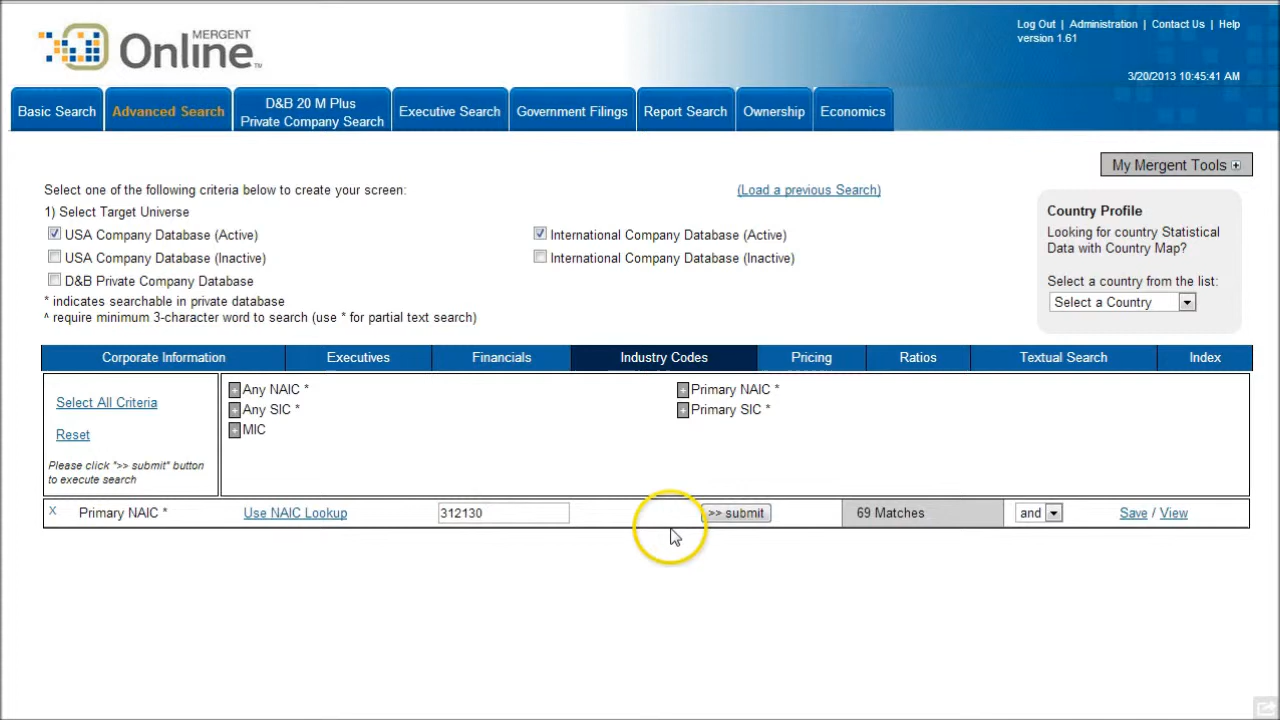 MERGENT
Online™
Log Out | Administration | Contact Us | Help
version 1.61
3/20/2013 10:45:41 AM
Basic Search
Advanced Search
D&B 20 M Plus
Private Company Search
Executive Search
Government Filings
Report Search
Ownership
Economics
My Mergent Tools
Select one of the following criteria below to create your screen:
(Load a previous Search)
1) Select Target Universe
USA Company Database (Active)
International Company Database (Active)
USA Company Database (Inactive)
International Company Database (Inactive)
D&B Private Company Database
* indicates searchable in private database
^ require minimum 3-character word to search (use * for partial text search)
Country Profile
Looking for country Statistical
Data with Country Map?
Select a country from the list:
Select a Country
Corporate Information
Executives
Financials
Industry Codes
Pricing
Ratios
Textual Search
Index
Select All Criteria
Reset
Please click ">> submit" button
to execute search
Any NAIC *
Primary NAIC *
Any SIC *
Primary SIC *
MIC
X Primary NAIC * Use NAIC Lookup 312130 >> submit 69 Matches and Save / View